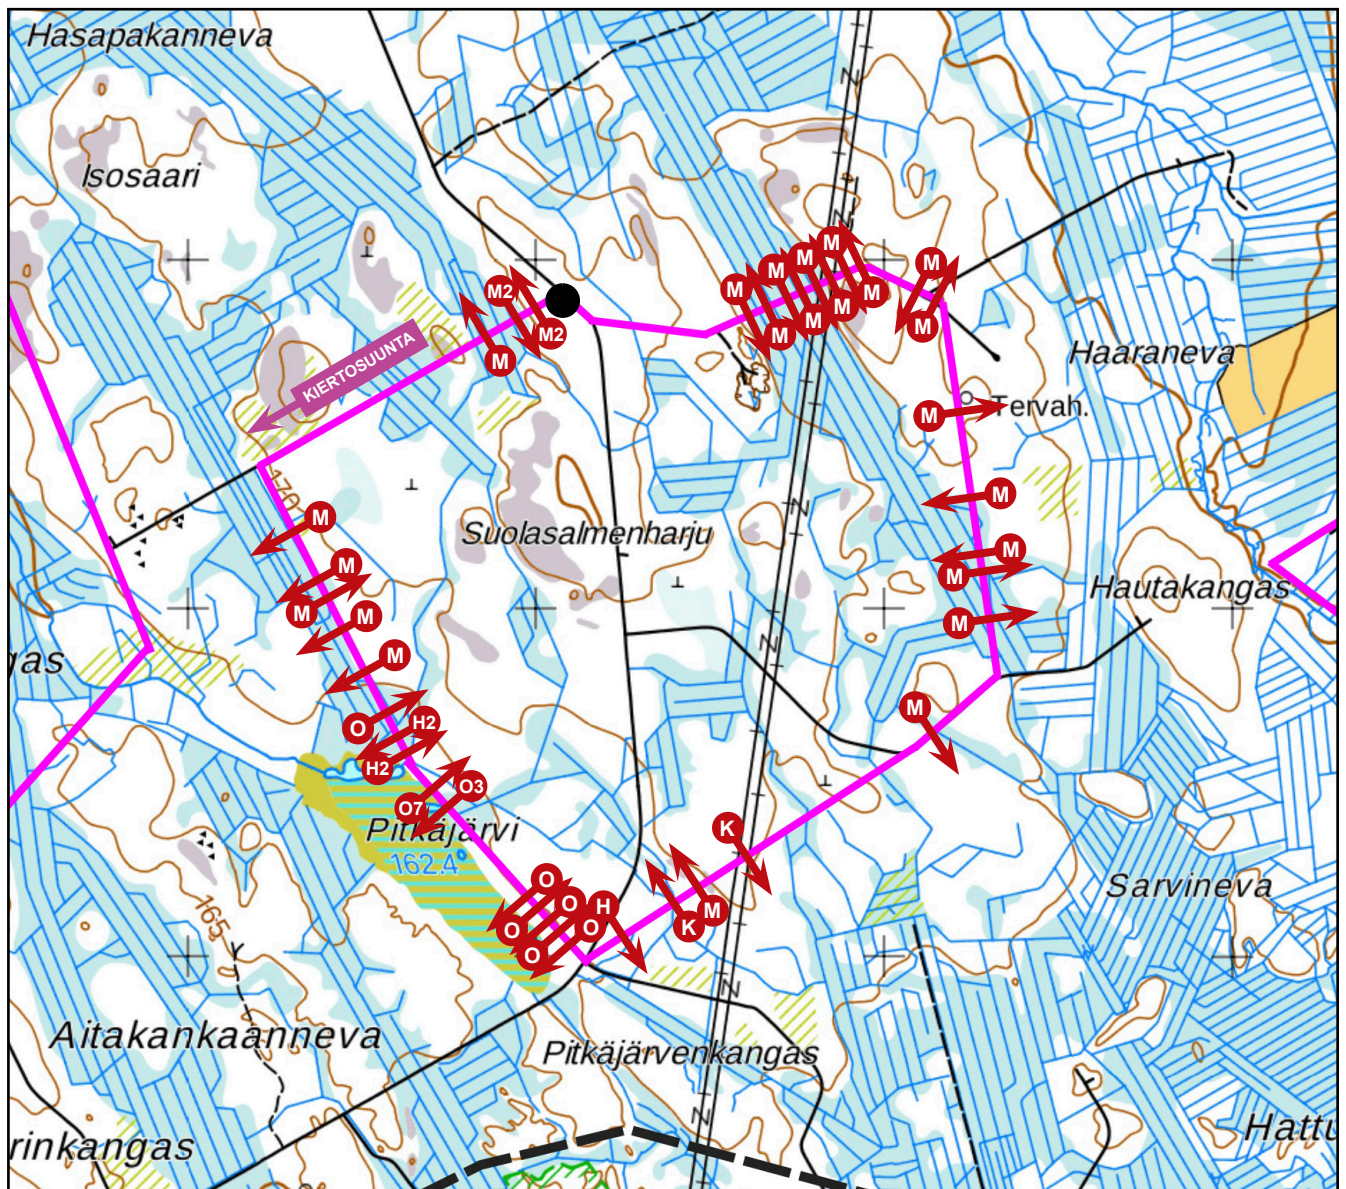 Hasapakanneva
Isosaari
N
N
M
M
M
M
M
M2
M
M
M
M
M
M
M2
M
KIERTOSUUNTA
Haaraneva
M
Tervah.
170
M
N
M
Suolasalmenharju
M
M
M
Hautakangas
M
M
M
N
gas
M
M
O
H2
H2
O3
O7
Pitkäjärvi
K
162.4
O
Sarvineva
O
H
M
165
O
O
K
O
N
Aitakankaanneva
Pitkäjärvenkangas
N
rinkangas
Hattu